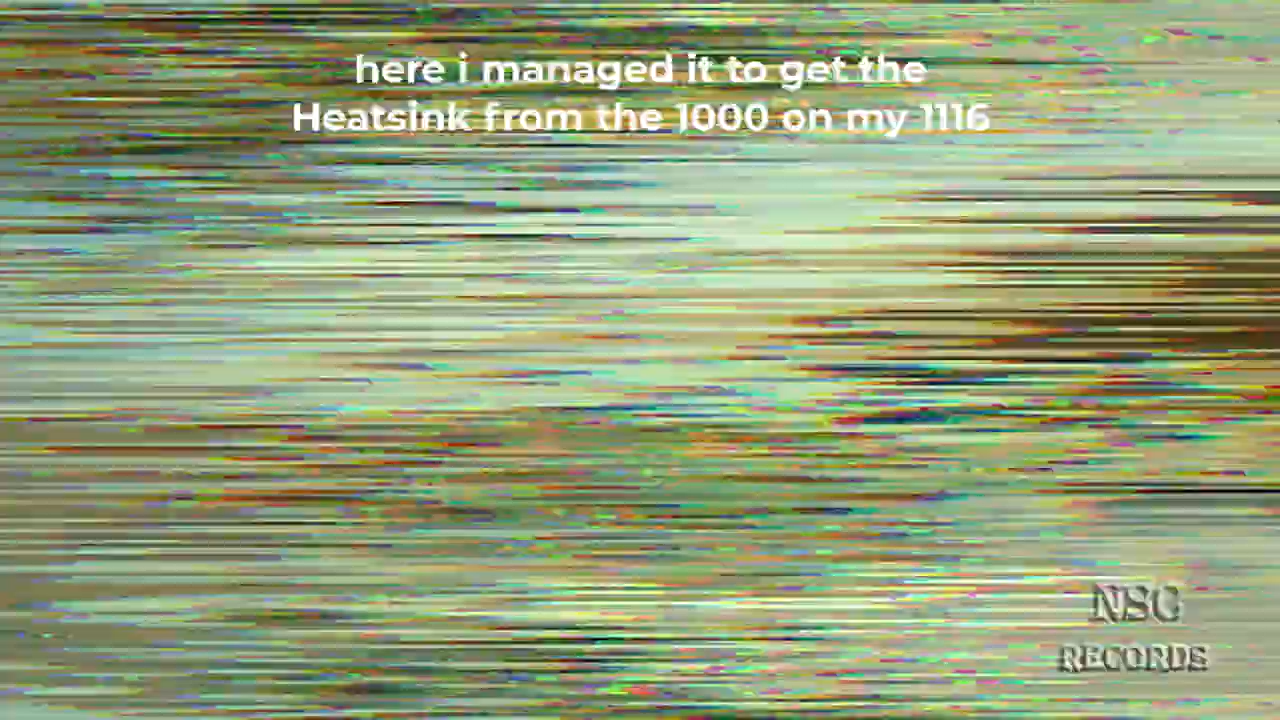 here i managed it to get the
Heatsink from the 1000 on my 1116
NSC
RECORDS